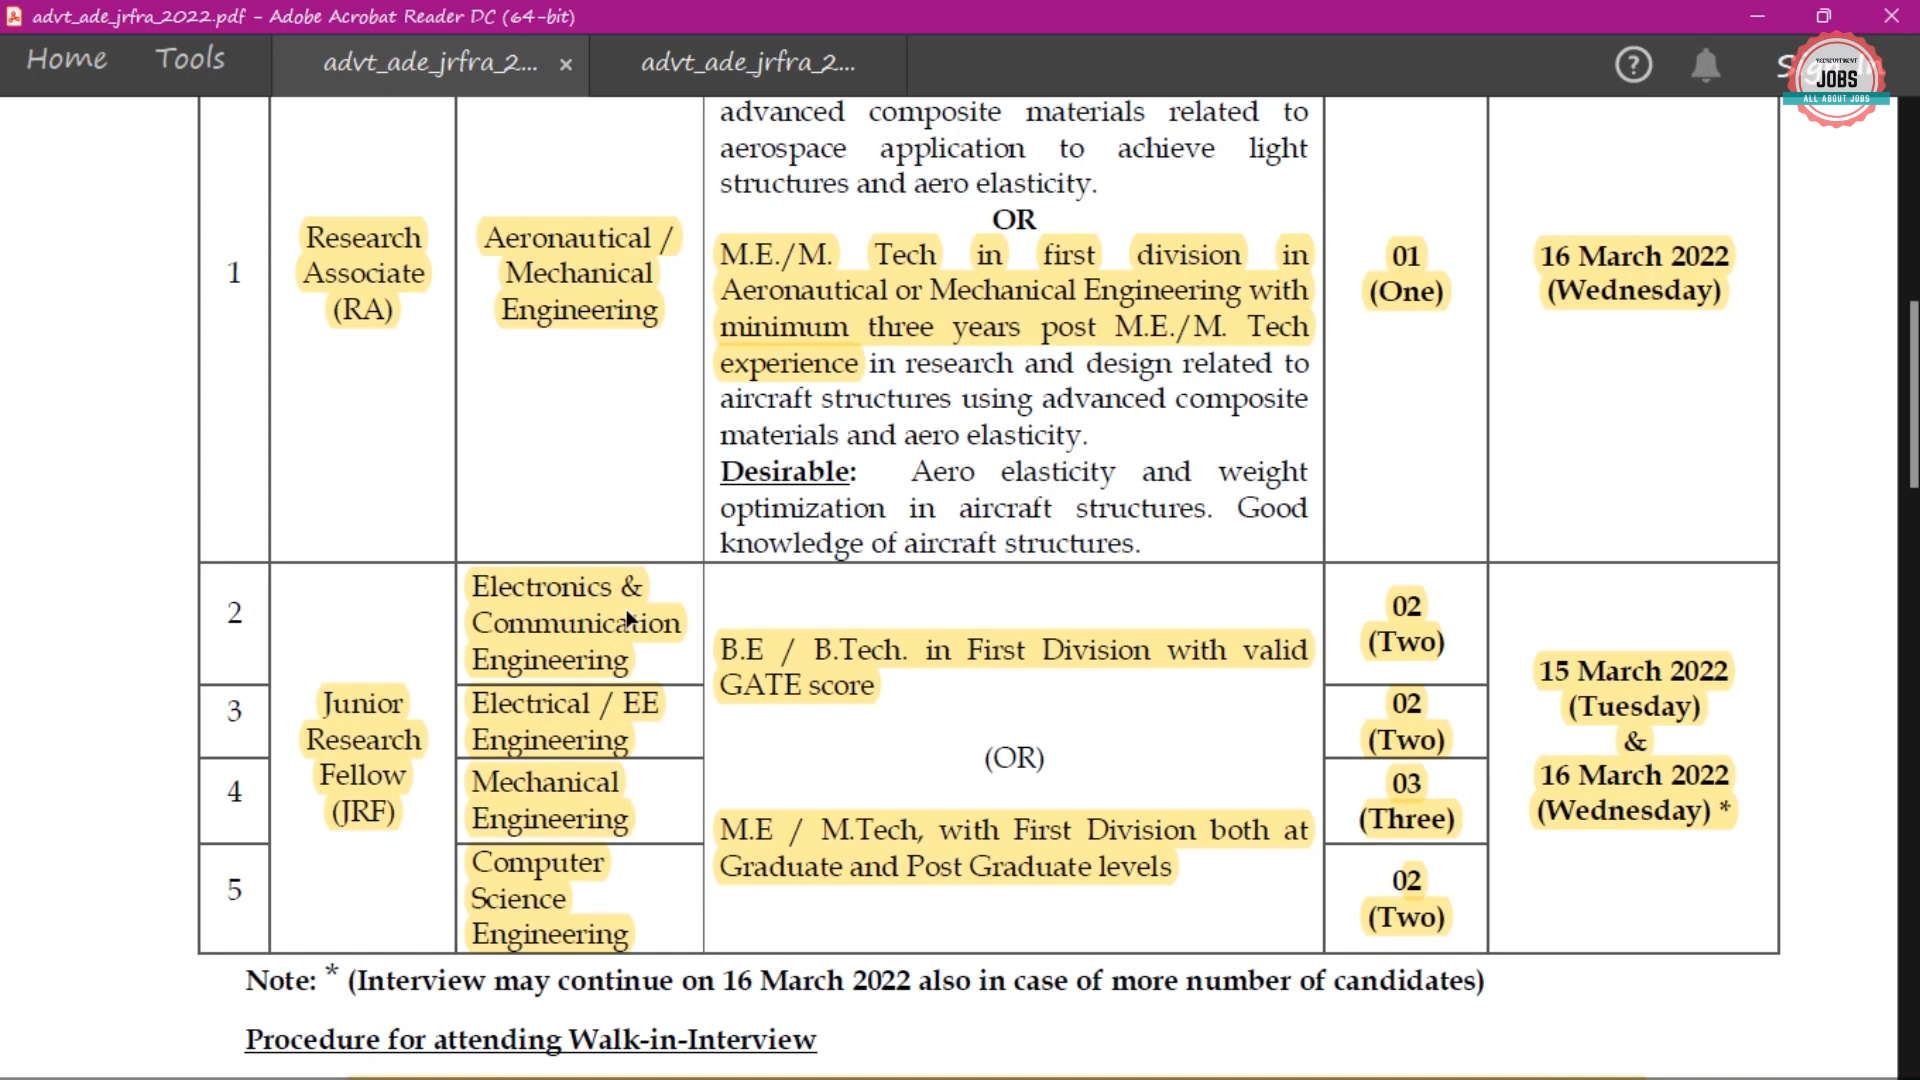 advt_ade_jrfra_2022.pdf - Adobe Acrobat Reader DC (64-bit)
Home
Tools
advt_ade_jrfra_2... ×
advt_ade_jrfra_2...
RECRUITMENT
JOBS
ALL ABOUT JOBS
advanced composite materials related to
aerospace application to achieve light
structures and aero elasticity.
OR
1
Research
Associate
(RA)
Aeronautical /
Mechanical
Engineering
M.E./M. Tech in first division in
Aeronautical or Mechanical Engineering with
minimum three years post M.E./M. Tech
experience in research and design related to
aircraft structures using advanced composite
materials and aero elasticity.
Desirable: Aero elasticity and weight
optimization in aircraft structures. Good
knowledge of aircraft structures.
01
(One)
16 March 2022
(Wednesday)
2
Junior
Research
Fellow
(JRF)
Electronics &
Communication
Engineering
B.E / B.Tech. in First Division with valid
GATE score
(OR)
M.E / M.Tech, with First Division both at
Graduate and Post Graduate levels
02
(Two)
15 March 2022
(Tuesday)
&
16 March 2022
(Wednesday) *
3
Electrical / EE
Engineering
02
(Two)
4
Mechanical
Engineering
03
(Three)
5
Computer
Science
Engineering
02
(Two)
Note: * (Interview may continue on 16 March 2022 also in case of more number of candidates)
Procedure for attending Walk-in-Interview